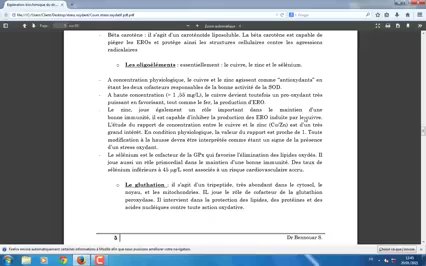 - Béta carotène : il s'agit d'un caroténoïde liposoluble. La béta carotène est capable de
piéger les EROs et protège ainsi les structures cellulaires contre les agressions
radicalaires
o Les oligoéléments : essentiellement : le cuivre, le zinc et le sélénium.
- A concentration physiologique, le cuivre et le zinc agissent comme "antioxydants" en
étant les deux cofacteurs responsables de la bonne activité de la SOD.
- A haute concentration (> 1 ,55 mg/L), le cuivre devient toutefois un pro-oxydant très
puissant en favorisant, tout comme le fer, la production d'ERO.
- Le zinc, joue également un rôle important dans le maintien d'une
bonne immunité, il est capable d'inhiber la production des ERO induite par le cuivre.
L'étude du rapport de concentration entre le cuivre et le zinc (Cu/Zn) est d'un très
grand intérêt. En condition physiologique, la valeur du rapport est proche de 1. Toute
modification à la hausse devra être interprétée comme étant un signe de la présence
d'un stress oxydant.
- Le sélénium est le cofacteur de la GPx qui favorise l'élimination des lipides oxydés. Il
joue aussi un rôle primordial dans le maintien d'une bonne immunité. Des taux de
sélénium inférieurs à 45 µg/L sont associés à un risque cardiovasculaire accru.
o Le gluthation : il s'agit d'un tripeptide, très abondant dans le cytosol, le
noyau, et les mitochondries. IL joue le rôle de cofacteur de la glutathion
peroxydase. Il intervient dans la protection des lipides, des protéines et des
acides nucléiques contre toute action oxydative.
5 | Dr Bennouar S.